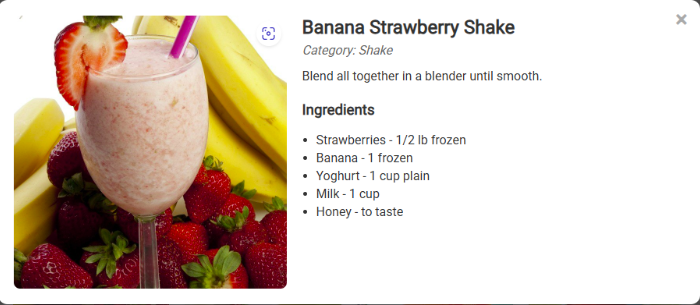 Banana Strawberry Shake
Category: Shake
Blend all together in a blender until smooth.
Ingredients
Strawberries - 1/2 lb frozen
Banana - 1 frozen
Yoghurt - 1 cup plain
Milk - 1 cup
Honey - to taste